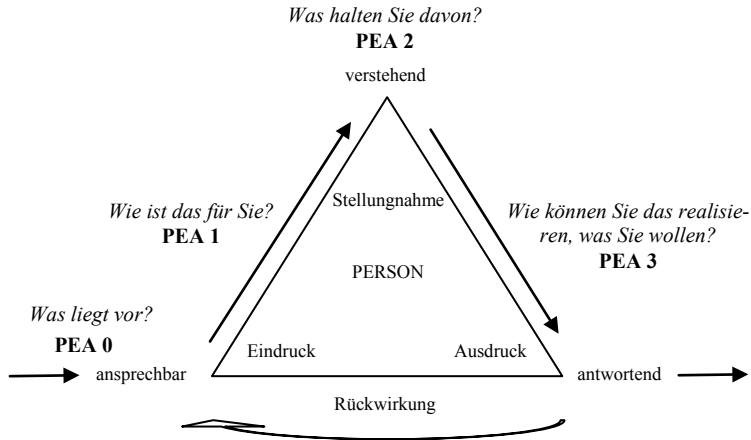 Was halten Sie davon?
PEA 2
verstehend
Stellungnahme
Wie ist das für Sie?
PEA 1
Wie können Sie das realisie-
ren, was Sie wollen?
PEA 3
PERSON
Was liegt vor?
PEA 0
Eindruck
Ausdruck
ansprechbar
antwortend
Rückwirkung